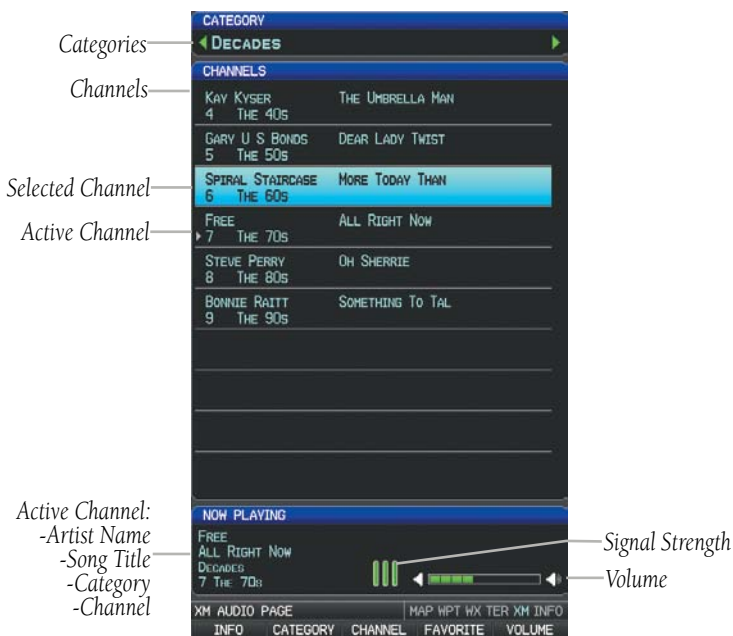 CATEGORY
Categories
DECADES
CHANNELS
Channels
KAY KYSER THE UMBRELLA MAN
4 THE 40S
GARY U S BONDS DEAR LADY TWIST
5 THE 50S
Selected Channel
SPIRAL STAIRCASE MORE TODAY THAN
6 THE 60S
Active Channel
FREE ALL RIGHT NOW
7 THE 70S
STEVE PERRY OH SHERRIE
8 THE 80S
BONNIE RAITT SOMETHING TO TAL
9 THE 90S
Active Channel:
-Artist Name
-Song Title
-Category
-Channel
NOW PLAYING
FREE
ALL RIGHT NOW
DECADES
7 THE 70S
Signal Strength
Volume
XM AUDIO PAGE MAP WPT WX TER XM INFO
INFO CATEGORY CHANNEL FAVORITE VOLUME